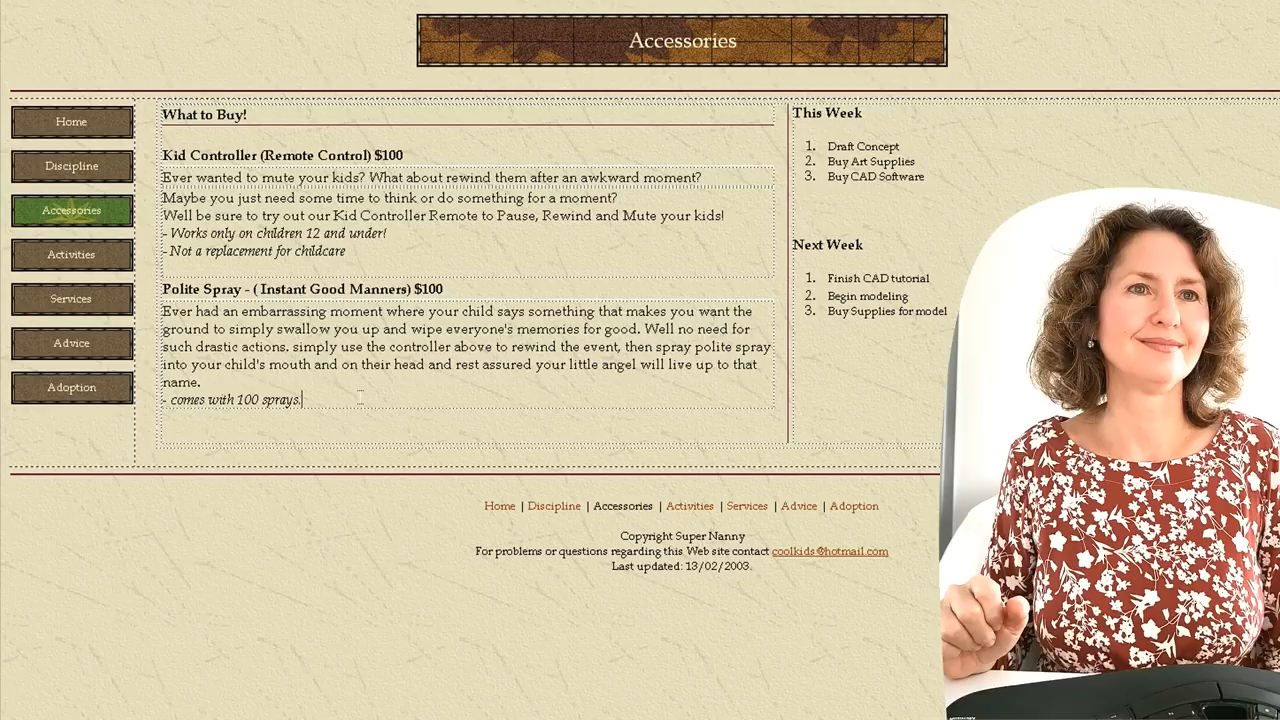 Accessories
Home
Discipline
Accessories
Activities
Services
Advice
Adoption
What to Buy!
Kid Controller (Remote Control) $100
Ever wanted to mute your kids? What about rewind them after an awkward moment?
Maybe you just need some time to think or do something for a moment?
Well be sure to try out our Kid Controller Remote to Pause, Rewind and Mute your kids!
- Works only on children 12 and under!
- Not a replacement for childcare
Polite Spray - ( Instant Good Manners) $100
Ever had an embarrassing moment where your child says something that makes you want the
ground to simply swallow you up and wipe everyone's memories for good. Well no need for
such drastic actions. simply use the controller above to rewind the event, then spray polite spray
into your child's mouth and on their head and rest assured your little angel will live up to that
name.
- comes with 100 sprays.
This Week
1. Draft Concept
2. Buy Art Supplies
3. Buy CAD Software
Next Week
1. Finish CAD tutorial
2. Begin modeling
3. Buy Supplies for model
Home | Discipline | Accessories | Activities | Services | Advice | Adoption
Copyright Super Nanny
For problems or questions regarding this Web site contact coolkids@hotmail.com
Last updated: 13/02/2003.